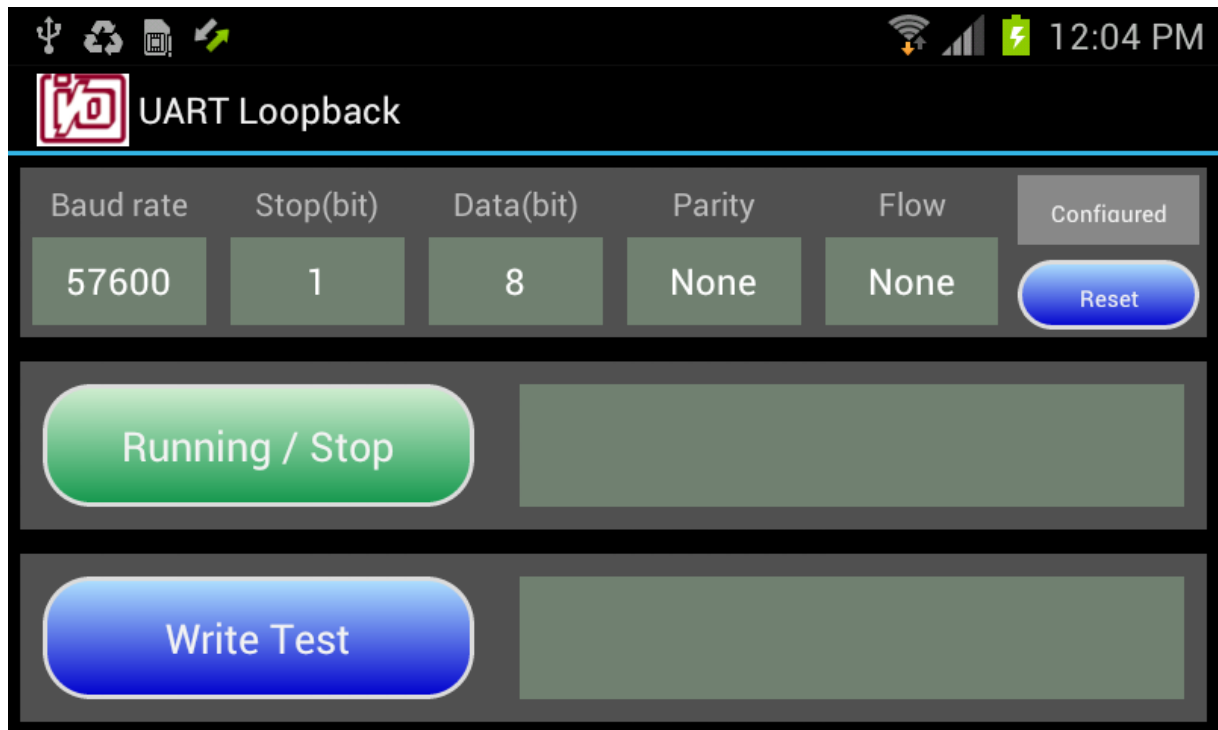 12:04 PM
I/O UART Loopback
Baud rate Stop(bit) Data(bit) Parity Flow Configured
57600 1 8 None None Reset
Running / Stop
Write Test